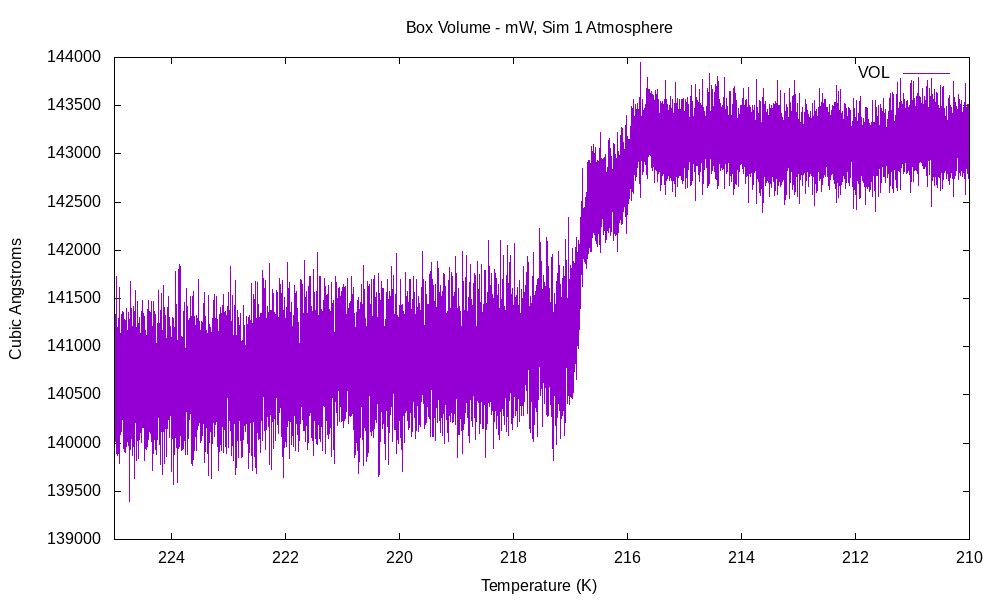 Box Volume - mW, Sim 1 Atmosphere
VOL
144000
143500
143000
142500
142000
141500
141000
140500
140000
139500
139000
Cubic Angstroms
224 222 220 218 216 214 212 210
Temperature (K)